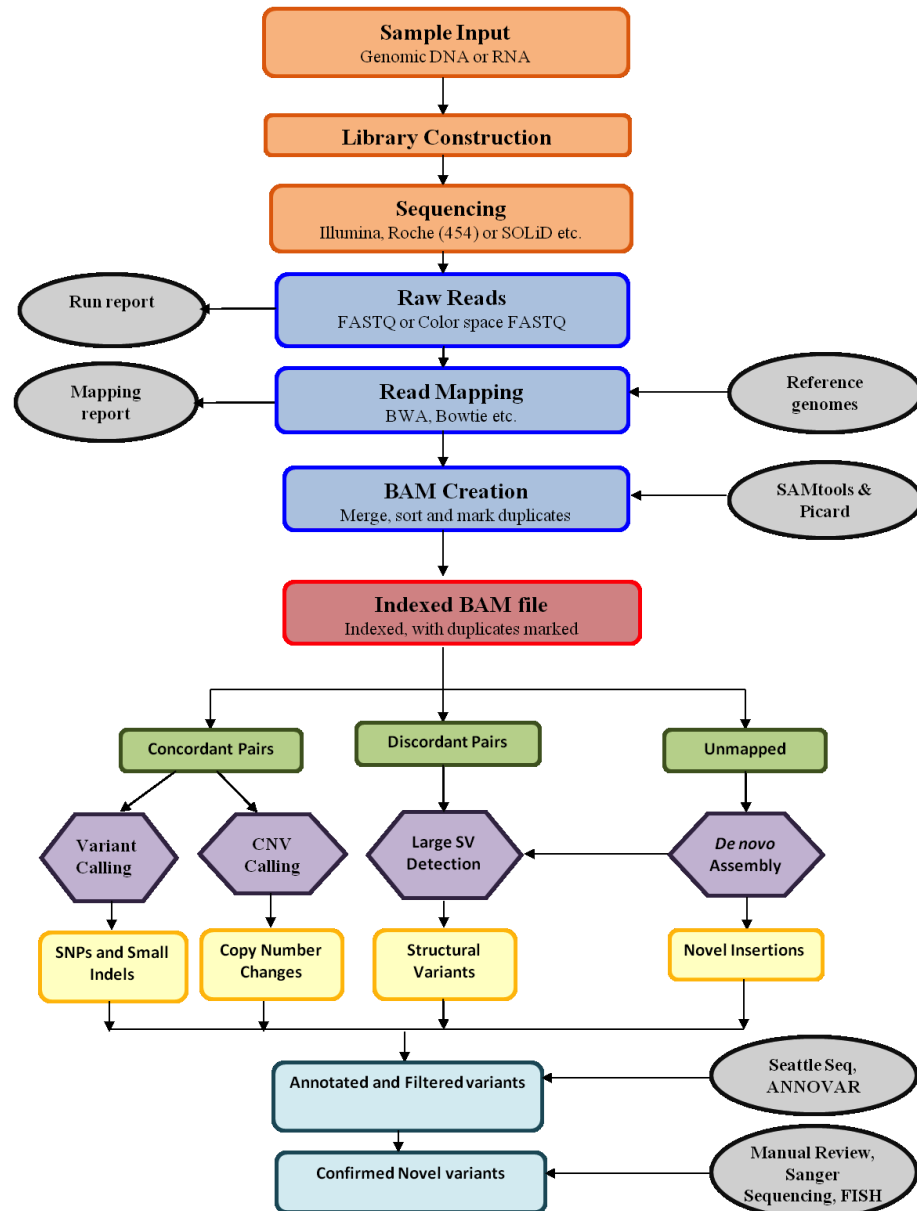 Sample Input
Genomic DNA or RNA
Library Construction
Sequencing
Illumina, Roche (454) or SOLiD etc.
Run report
Raw Reads
FASTQ or Color space FASTQ
Mapping
report
Read Mapping
BWA, Bowtie etc.
Reference
genomes
BAM Creation
Merge, sort and mark duplicates
SAMtools &
Picard
Indexed BAM file
Indexed, with duplicates marked
Concordant Pairs
Discordant Pairs
Unmapped
Variant
Calling
CNV
Calling
Large SV
Detection
De novo
Assembly
SNPs and Small
Indels
Copy Number
Changes
Structural
Variants
Novel Insertions
Annotated and Filtered variants
Seattle Seq,
ANNOVAR
Confirmed Novel variants
Manual Review,
Sanger
Sequencing, FISH